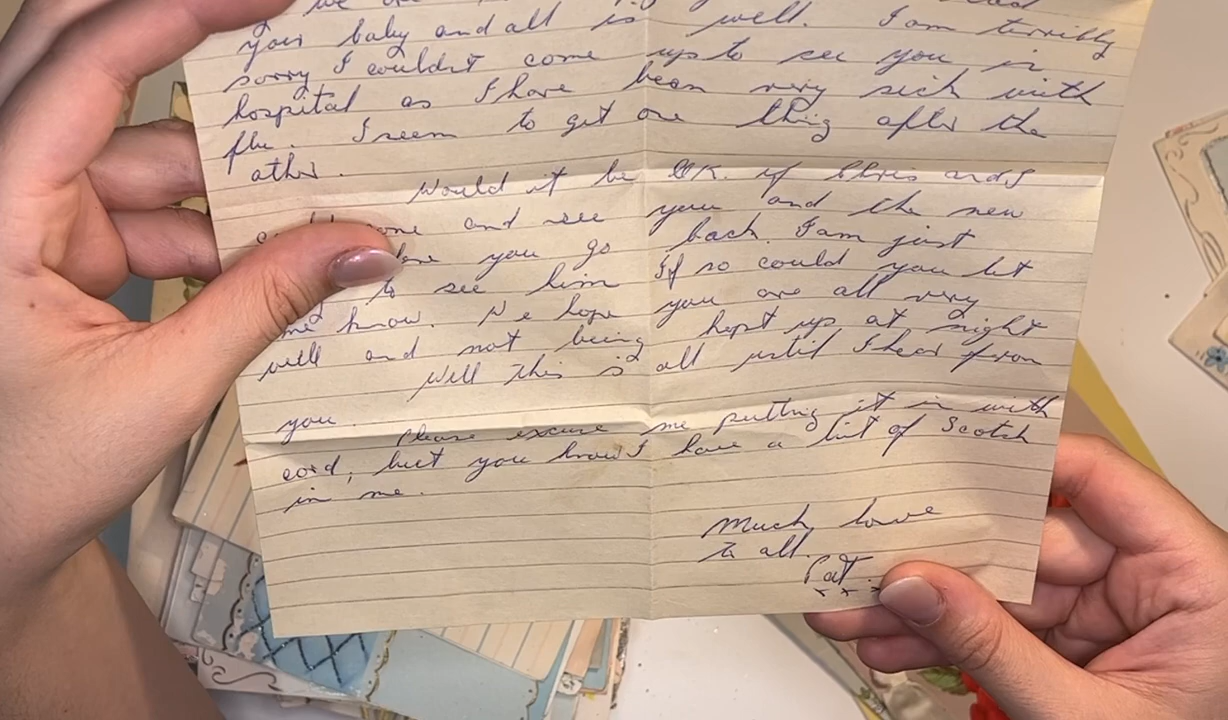 we are
your baby and all is well. I am terribly
sorry I couldn't come up to see you in
hospital as I have been very sick with
flu. I seem to get one thing after the
other.
Would it be O.K. if Chris and I
come and see you and the new
you go back. I am just
to see him If so could you let
me know. We hope you are all very
well and not being kept up at night
Well this is all until I hear from
you.
Please excuse me putting it in with
card, but you know I have a bit of Scotch
in me.
Much love
to all.
Pat.
x x x